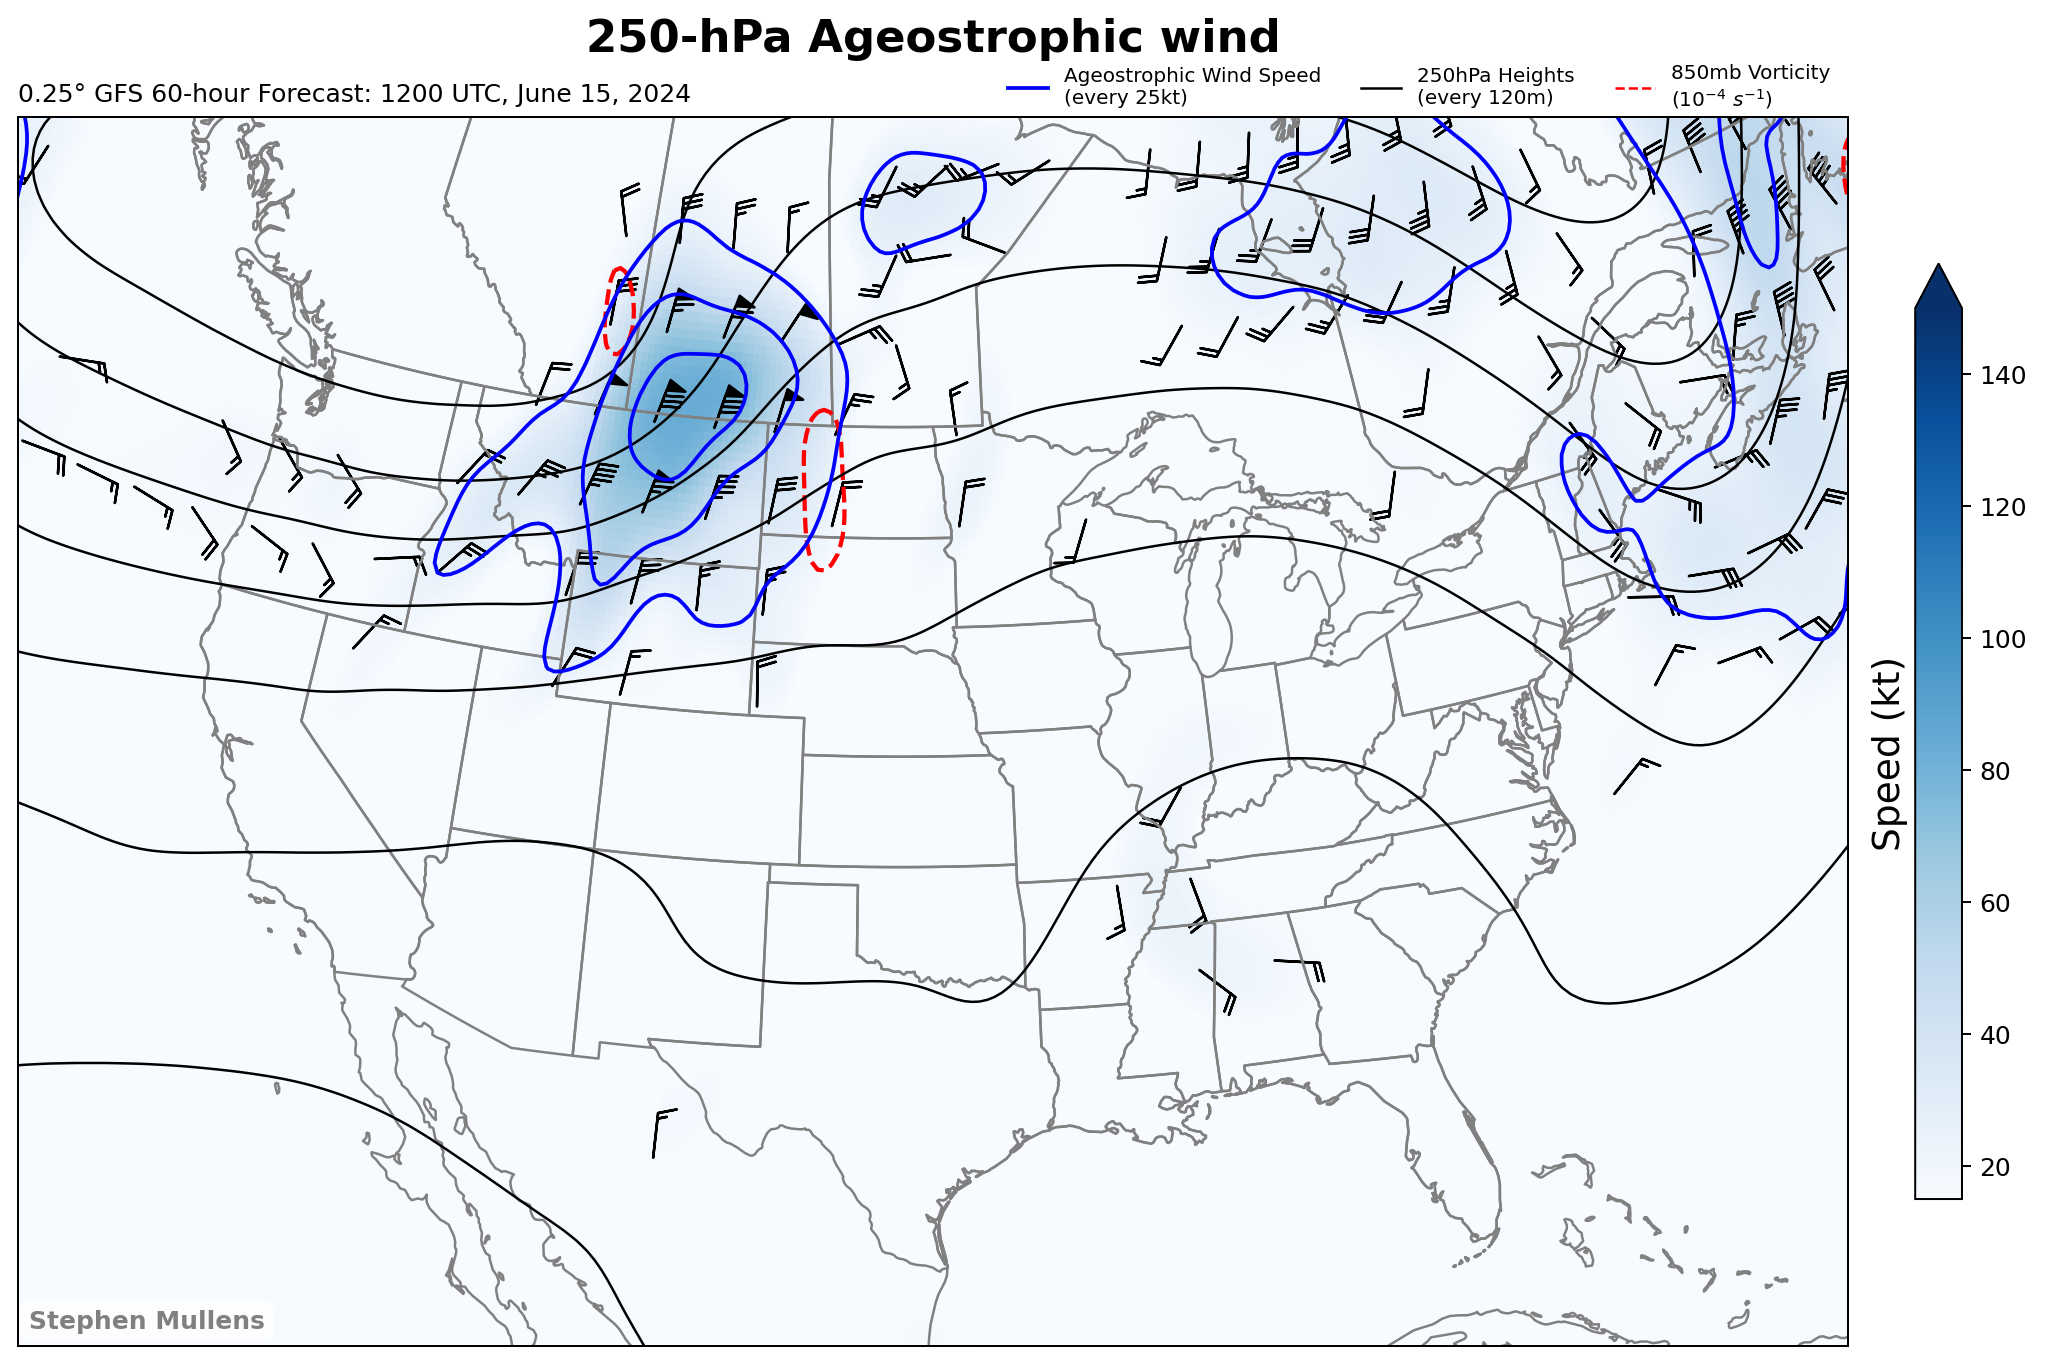 250-hPa Ageostrophic wind
0.25° GFS 60-hour Forecast: 1200 UTC, June 15, 2024
Ageostrophic Wind Speed
(every 25kt)
250hPa Heights
(every 120m)
850mb Vorticity
(10⁻⁴ s⁻¹)
140
120
100
80
60
40
20
Speed (kt)
Stephen Mullens